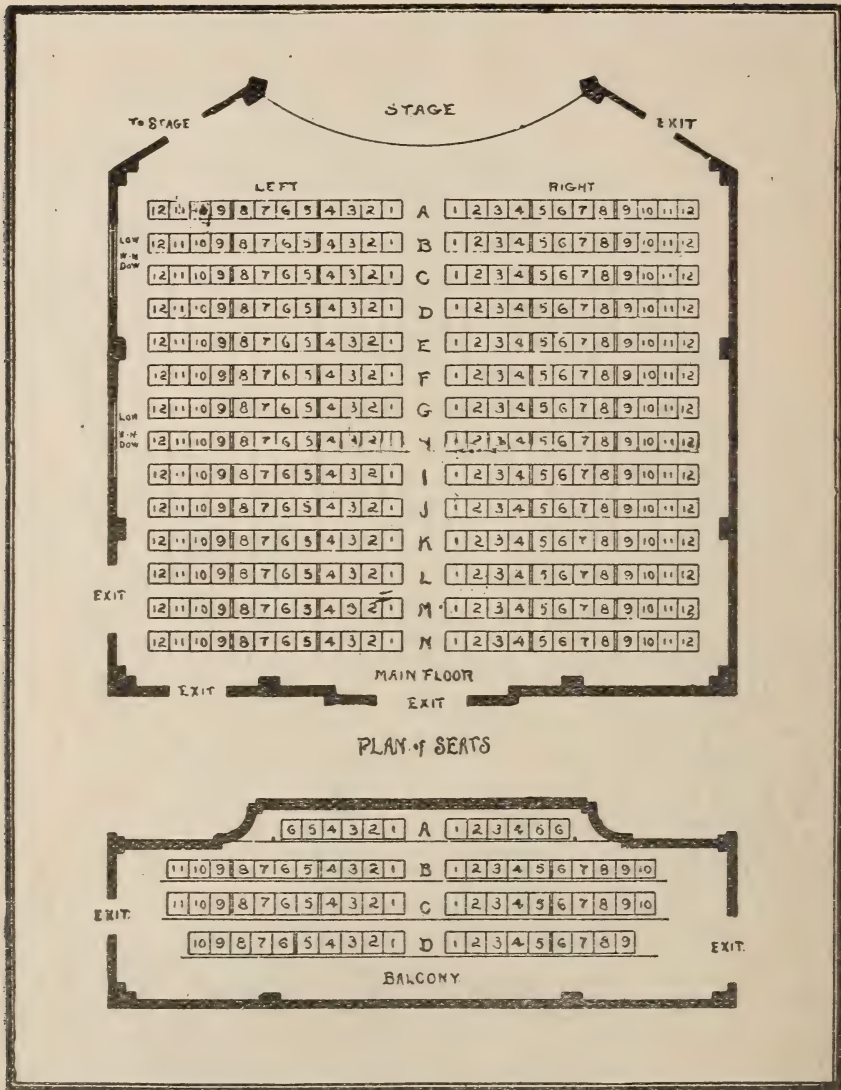 STAGE
TO STAGE EXIT
LEFT RIGHT
12 11 10 9 8 7 6 5 4 3 2 1 A 1 2 3 4 5 6 7 8 9 10 11 12
LOW 12 11 10 9 8 7 6 5 4 3 2 1 B 1 2 3 4 5 6 7 8 9 10 11 12
WIN
DOW 12 11 10 9 8 7 6 5 4 3 2 1 C 1 2 3 4 5 6 7 8 9 10 11 12
12 11 10 9 8 7 6 5 4 3 2 1 D 1 2 3 4 5 6 7 8 9 10 11 12
12 11 10 9 8 7 6 5 4 3 2 1 E 1 2 3 4 5 6 7 8 9 10 11 12
12 11 10 9 8 7 6 5 4 3 2 1 F 1 2 3 4 5 6 7 8 9 10 11 12
LOW 12 11 10 9 8 7 6 5 4 3 2 1 G 1 2 3 4 5 6 7 8 9 10 11 12
WIN
DOW 12 11 10 9 8 7 6 5 4 3 2 1 1 2 3 4 5 6 7 8 9 10 11 12
12 11 10 9 8 7 6 5 4 3 2 1 I 1 2 3 4 5 6 7 8 9 10 11 12
12 11 10 9 8 7 6 5 4 3 2 1 J 1 2 3 4 5 6 7 8 9 10 11 12
12 11 10 9 8 7 6 5 4 3 2 1 K 1 2 3 4 5 6 7 8 9 10 11 12
12 11 10 9 8 7 6 5 4 3 2 1 L 1 2 3 4 5 6 7 8 9 10 11 12
EXIT
12 11 10 9 8 7 6 5 4 3 2 1 M 1 2 3 4 5 6 7 8 9 10 11 12
12 11 10 9 8 7 6 5 4 3 2 1 N 1 2 3 4 5 6 7 8 9 10 11 12
MAIN FLOOR
EXIT EXIT
PLAN of SEATS
6 5 4 3 2 1 A 1 2 3 4 5 6
11 10 9 8 7 6 5 4 3 2 1 B 1 2 3 4 5 6 7 8 9 10
11 10 9 8 7 6 5 4 3 2 1 C 1 2 3 4 5 6 7 8 9 10
EXIT.
10 9 8 7 6 5 4 3 2 1 D 1 2 3 4 5 6 7 8 9
EXIT.
BALCONY